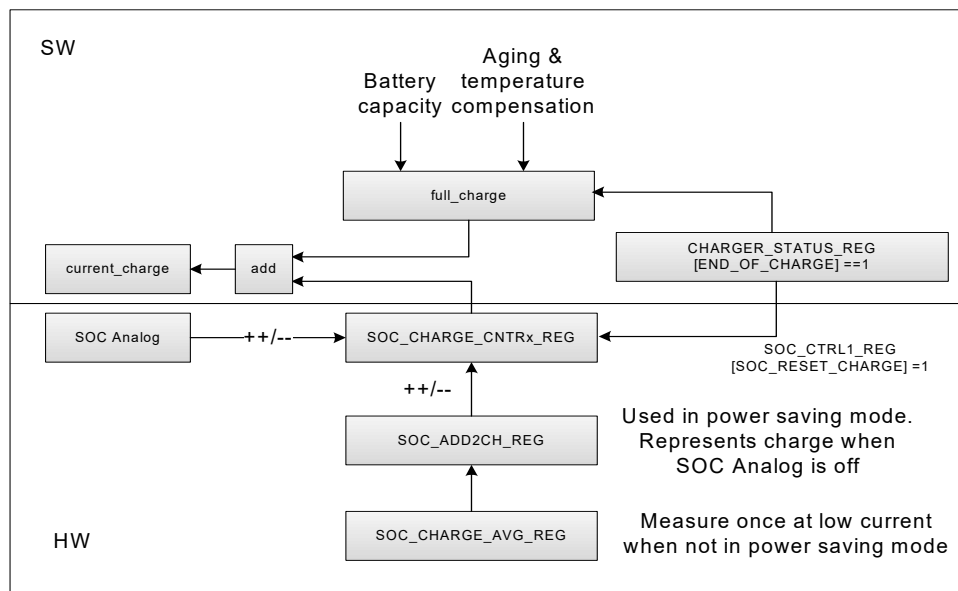 SW
Battery
capacity
Aging &
temperature
compensation
full_charge
current_charge
add
CHARGER_STATUS_REG
[END_OF_CHARGE] ==1
SOC Analog
++/--
SOC_CHARGE_CNTRx_REG
SOC_CTRL1_REG
[SOC_RESET_CHARGE] =1
++/--
SOC_ADD2CH_REG
Used in power saving mode.
Represents charge when
SOC Analog is off
HW
SOC_CHARGE_AVG_REG
Measure once at low current
when not in power saving mode